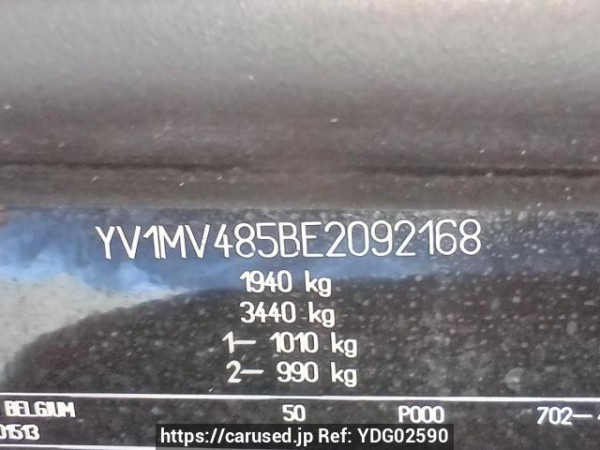 YV1MV485BE2092168
1940 kg
3440 kg
1- 1010 kg
2- 990 kg
BELGIUM 50 P000 702-
01513
https://carused.jp Ref: YDG02590